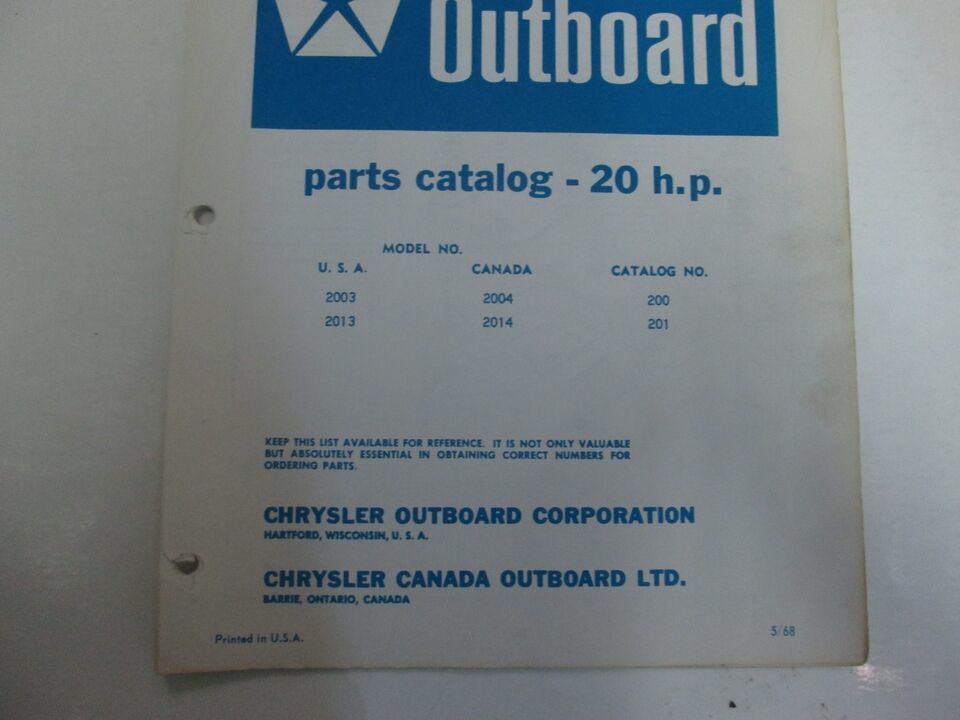 Outboard
parts catalog - 20 h.p.
MODEL NO.
U. S. A. CANADA CATALOG NO.
2003 2004 200
2013 2014 201
KEEP THIS LIST AVAILABLE FOR REFERENCE. IT IS NOT ONLY VALUABLE
BUT ABSOLUTELY ESSENTIAL IN OBTAINING CORRECT NUMBERS FOR
ORDERING PARTS.
CHRYSLER OUTBOARD CORPORATION
HARTFORD, WISCONSIN, U. S. A.
CHRYSLER CANADA OUTBOARD LTD.
BARRIE, ONTARIO, CANADA
Printed in U.S.A. 5/68